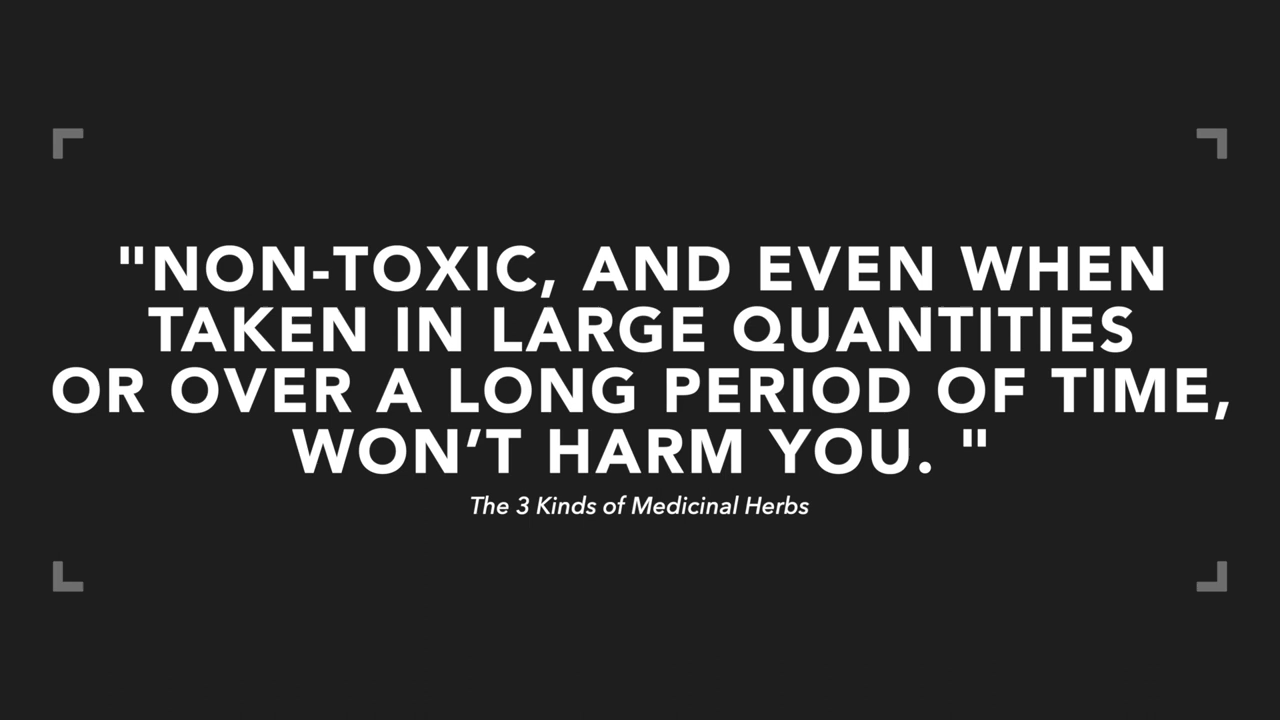 "NON-TOXIC, AND EVEN WHEN
TAKEN IN LARGE QUANTITIES
OR OVER A LONG PERIOD OF TIME,
WON’T HARM YOU. "
The 3 Kinds of Medicinal Herbs